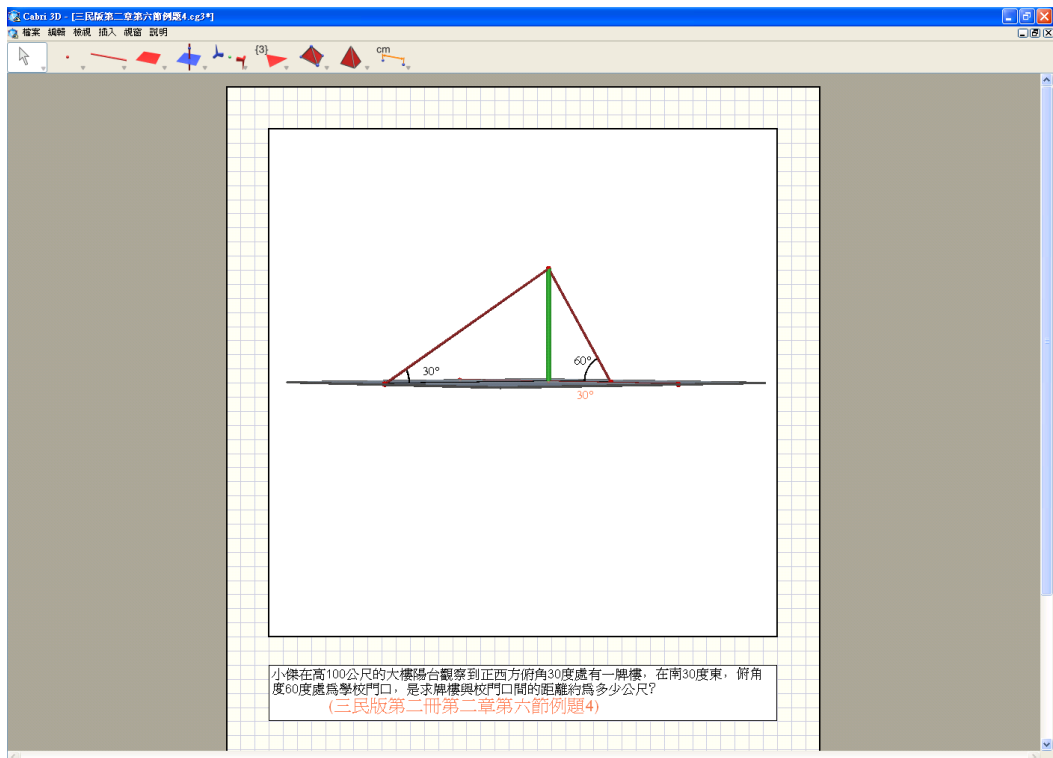 Cabri 3D - [三民版第二章第六節例題4.cg3*]
檔案 編輯 檢視 插入 視窗 說明
{3}
cm
30°
60°
30°
小傑在高100公尺的大樓陽台觀察到正西方俯角30度處有一牌樓，在南30度東，俯角
度60度處為學校門口，是求牌樓與校門口間的距離約為多少公尺?
(三民版第二冊第二章第六節例題4)